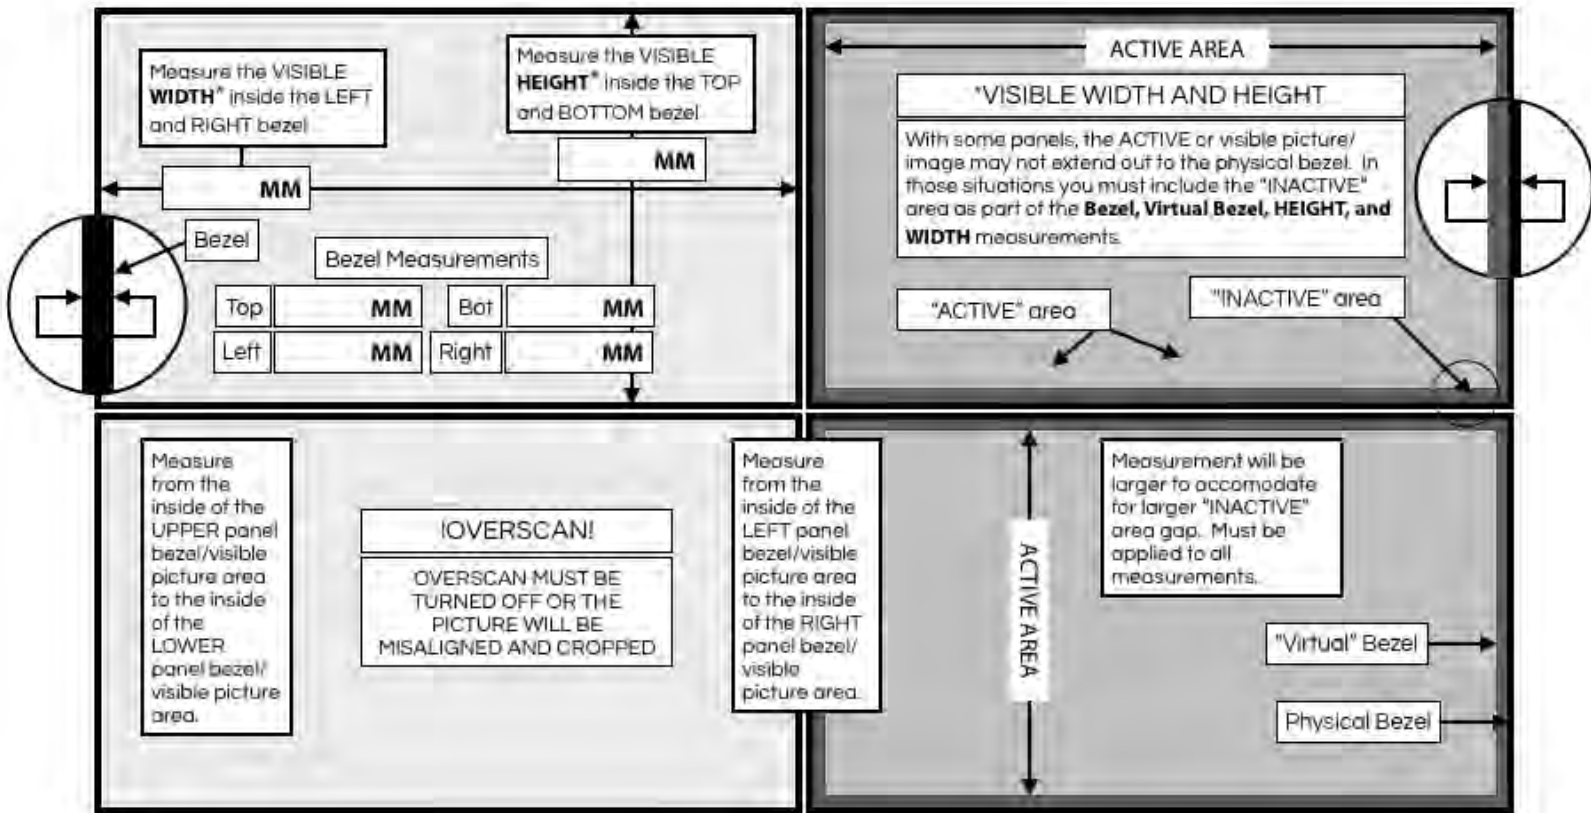 Measure the VISIBLE
WIDTH* inside the LEFT
and RIGHT bezel
MM
Measure the VISIBLE
HEIGHT* inside the TOP
and BOTTOM bezel
MM
Bezel
Bezel Measurements
Top MM Bot MM
Left MM Right MM
ACTIVE AREA
*VISIBLE WIDTH AND HEIGHT
With some panels, the ACTIVE or visible picture/
image may not extend out to the physical bezel. In
those situations you must include the "INACTIVE"
area as part of the Bezel, Virtual Bezel, HEIGHT, and
WIDTH measurements.
"ACTIVE" area
"INACTIVE" area
Measure
from the
inside of the
UPPER panel
bezel/visible
picture area
to the inside
of the
LOWER
panel bezel/
visible picture
area.
!OVERSCAN!
OVERSCAN MUST BE
TURNED OFF OR THE
PICTURE WILL BE
MISALIGNED AND CROPPED
Measure
from the
inside of the
LEFT panel
bezel/visible
picture area
to the inside
of the RIGHT
panel bezel/
visible
picture area.
ACTIVE AREA
Measurement will be
larger to accomodate
for larger "INACTIVE"
area gap. Must be
applied to all
measurements.
"Virtual" Bezel
Physical Bezel